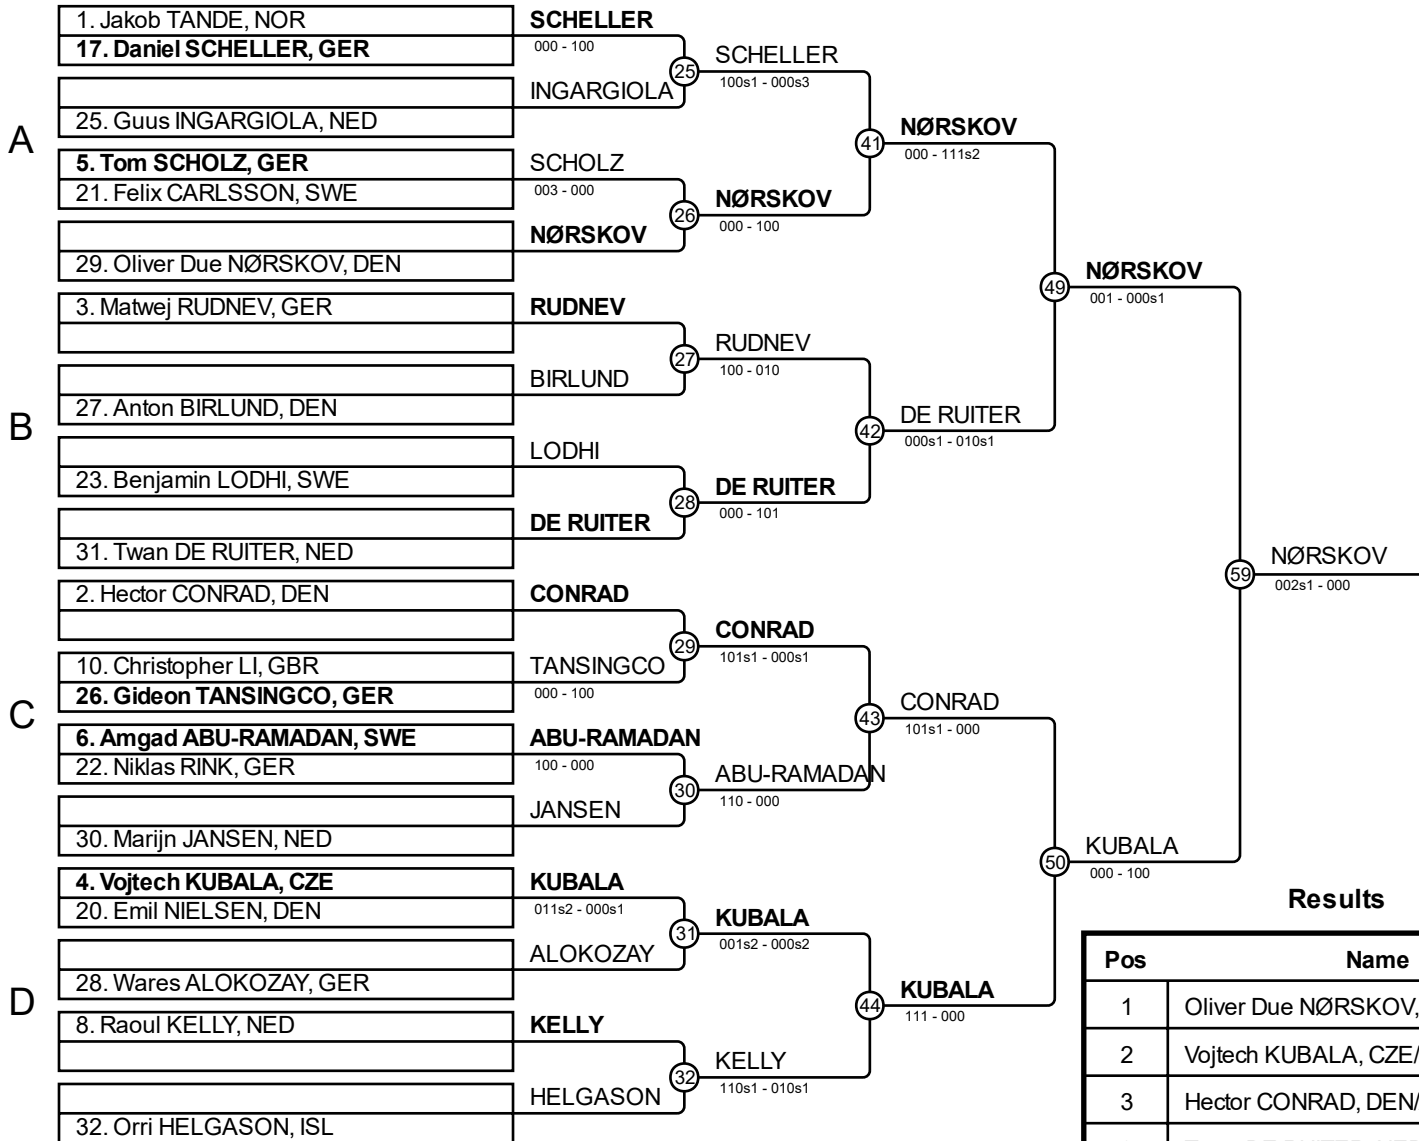 1. Jakob TANDE, NOR
17. Daniel SCHELLER, GER
25. Guus INGARGIOLA, NED
A
5. Tom SCHOLZ, GER
21. Felix CARLSSON, SWE
29. Oliver Due NØRSKOV, DEN
3. Matwej RUDNEV, GER
27. Anton BIRLUND, DEN
B
23. Benjamin LODHI, SWE
31. Twan DE RUITER, NED
2. Hector CONRAD, DEN
10. Christopher LI, GBR
26. Gideon TANSINGCO, GER
C
6. Amgad ABU-RAMADAN, SWE
22. Niklas RINK, GER
30. Marijn JANSEN, NED
4. Vojtech KUBALA, CZE
20. Emil NIELSEN, DEN
28. Wares ALOKOZAY, GER
D
8. Raoul KELLY, NED
32. Orri HELGASON, ISL
SCHELLER
000 - 100
INGARGIOLA
SCHOLZ
003 - 000
NØRSKOV
RUDNEV
BIRLUND
LODHI
DE RUITER
CONRAD
TANSINGCO
000 - 100
ABU-RAMADAN
100 - 000
JANSEN
KUBALA
011s2 - 000s1
ALOKOZAY
KELLY
HELGASON
25
SCHELLER
100s1 - 000s3
26
NØRSKOV
000 - 100
27
RUDNEV
100 - 010
28
DE RUITER
000 - 101
29
CONRAD
101s1 - 000s1
30
ABU-RAMADAN
110 - 000
31
KUBALA
001s2 - 000s2
32
KELLY
110s1 - 010s1
41
NØRSKOV
000 - 111s2
42
DE RUITER
000s1 - 010s1
43
CONRAD
101s1 - 000
44
KUBALA
111 - 000
49
NØRSKOV
001 - 000s1
50
KUBALA
000 - 100
59
NØRSKOV
002s1 - 000
Results
Pos Name
1 Oliver Due NØRSKOV,
2 Vojtech KUBALA, CZE/
3 Hector CONRAD, DEN/